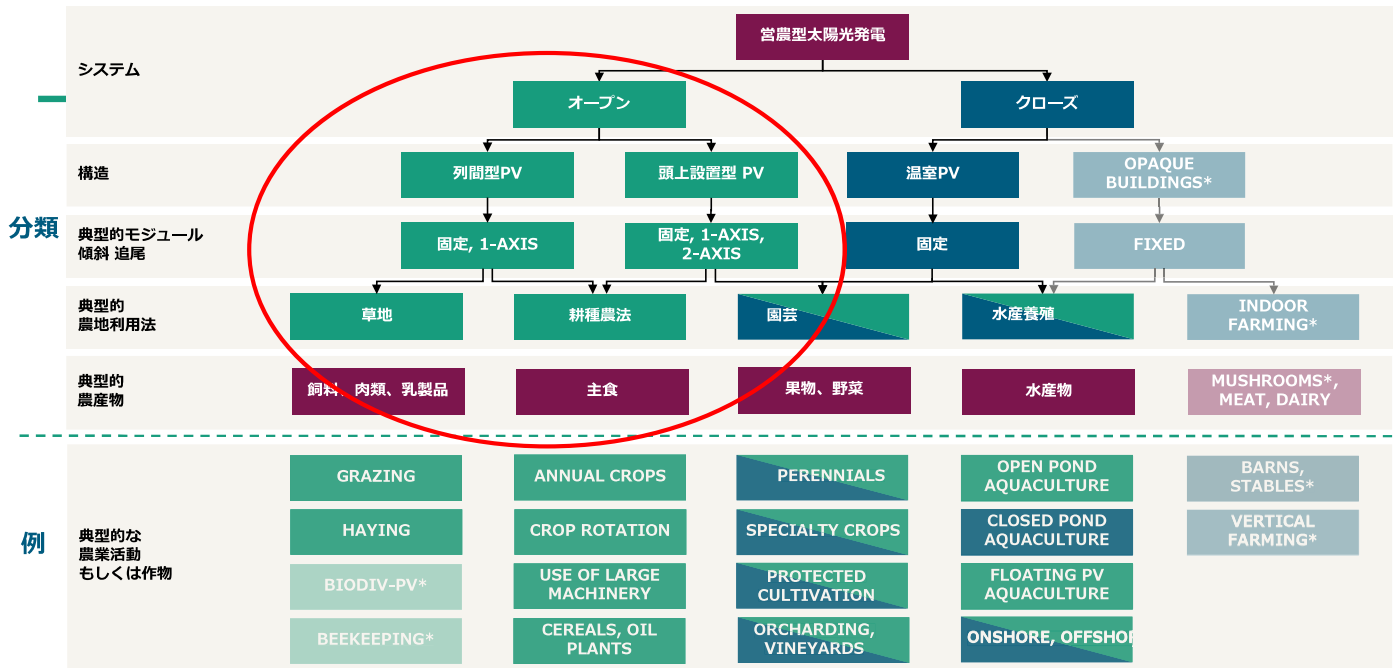 営農型太陽光発電
システム
オープン
クローズ
構造
列間型PV
頭上設置型 PV
温室PV
OPAQUE
BUILDINGS*
分類
典型的モジュール
傾斜 追尾
固定, 1-AXIS
固定, 1-AXIS,
2-AXIS
固定
FIXED
典型的
農地利用法
草地
耕種農法
園芸
水産養殖
INDOOR
FARMING*
典型的
農産物
飼料、肉類、乳製品
主食
果物、野菜
水産物
MUSHROOMS*,
MEAT, DAIRY
例
典型的な
農業活動
もしくは作物
GRAZING
ANNUAL CROPS
PERENNIALS
OPEN POND
AQUACULTURE
BARNS,
STABLES*
HAYING
CROP ROTATION
SPECIALTY CROPS
CLOSED POND
AQUACULTURE
VERTICAL
FARMING*
BIODIV-PV*
USE OF LARGE
MACHINERY
PROTECTED
CULTIVATION
FLOATING PV
AQUACULTURE
BEEKEEPING*
CEREALS, OIL
PLANTS
ORCHARDING,
VINEYARDS
ONSHORE, OFFSHOR